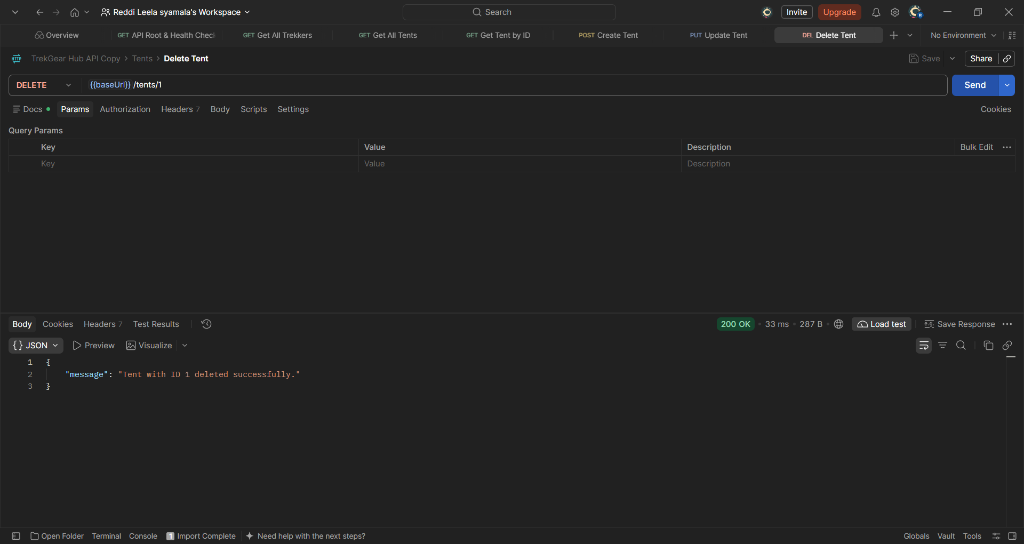 Reddi Leela syamala's Workspace
Search
Invite
Upgrade
Overview
GET API Root & Health Chec
GET Get All Trekkers
GET Get All Tents
GET Get Tent by ID
POST Create Tent
PUT Update Tent
DEL Delete Tent
No Environment
TrekGear Hub API Copy > Tents > Delete Tent
Save
Share
DELETE
{{baseUrl}} /tents/1
Send
Docs
Params
Authorization
Headers 7
Body
Scripts
Settings
Cookies
Query Params
Key Value Description Bulk Edit
Key Value Description
Body Cookies Headers 7 Test Results
200 OK 33 ms 287 B
Load test
Save Response
{} JSON
Preview
Visualize
1 {
2 "message": "Tent with ID 1 deleted successfully."
3 }
Open Folder Terminal Console Import Complete Need help with the next steps?
Globals Vault Tools